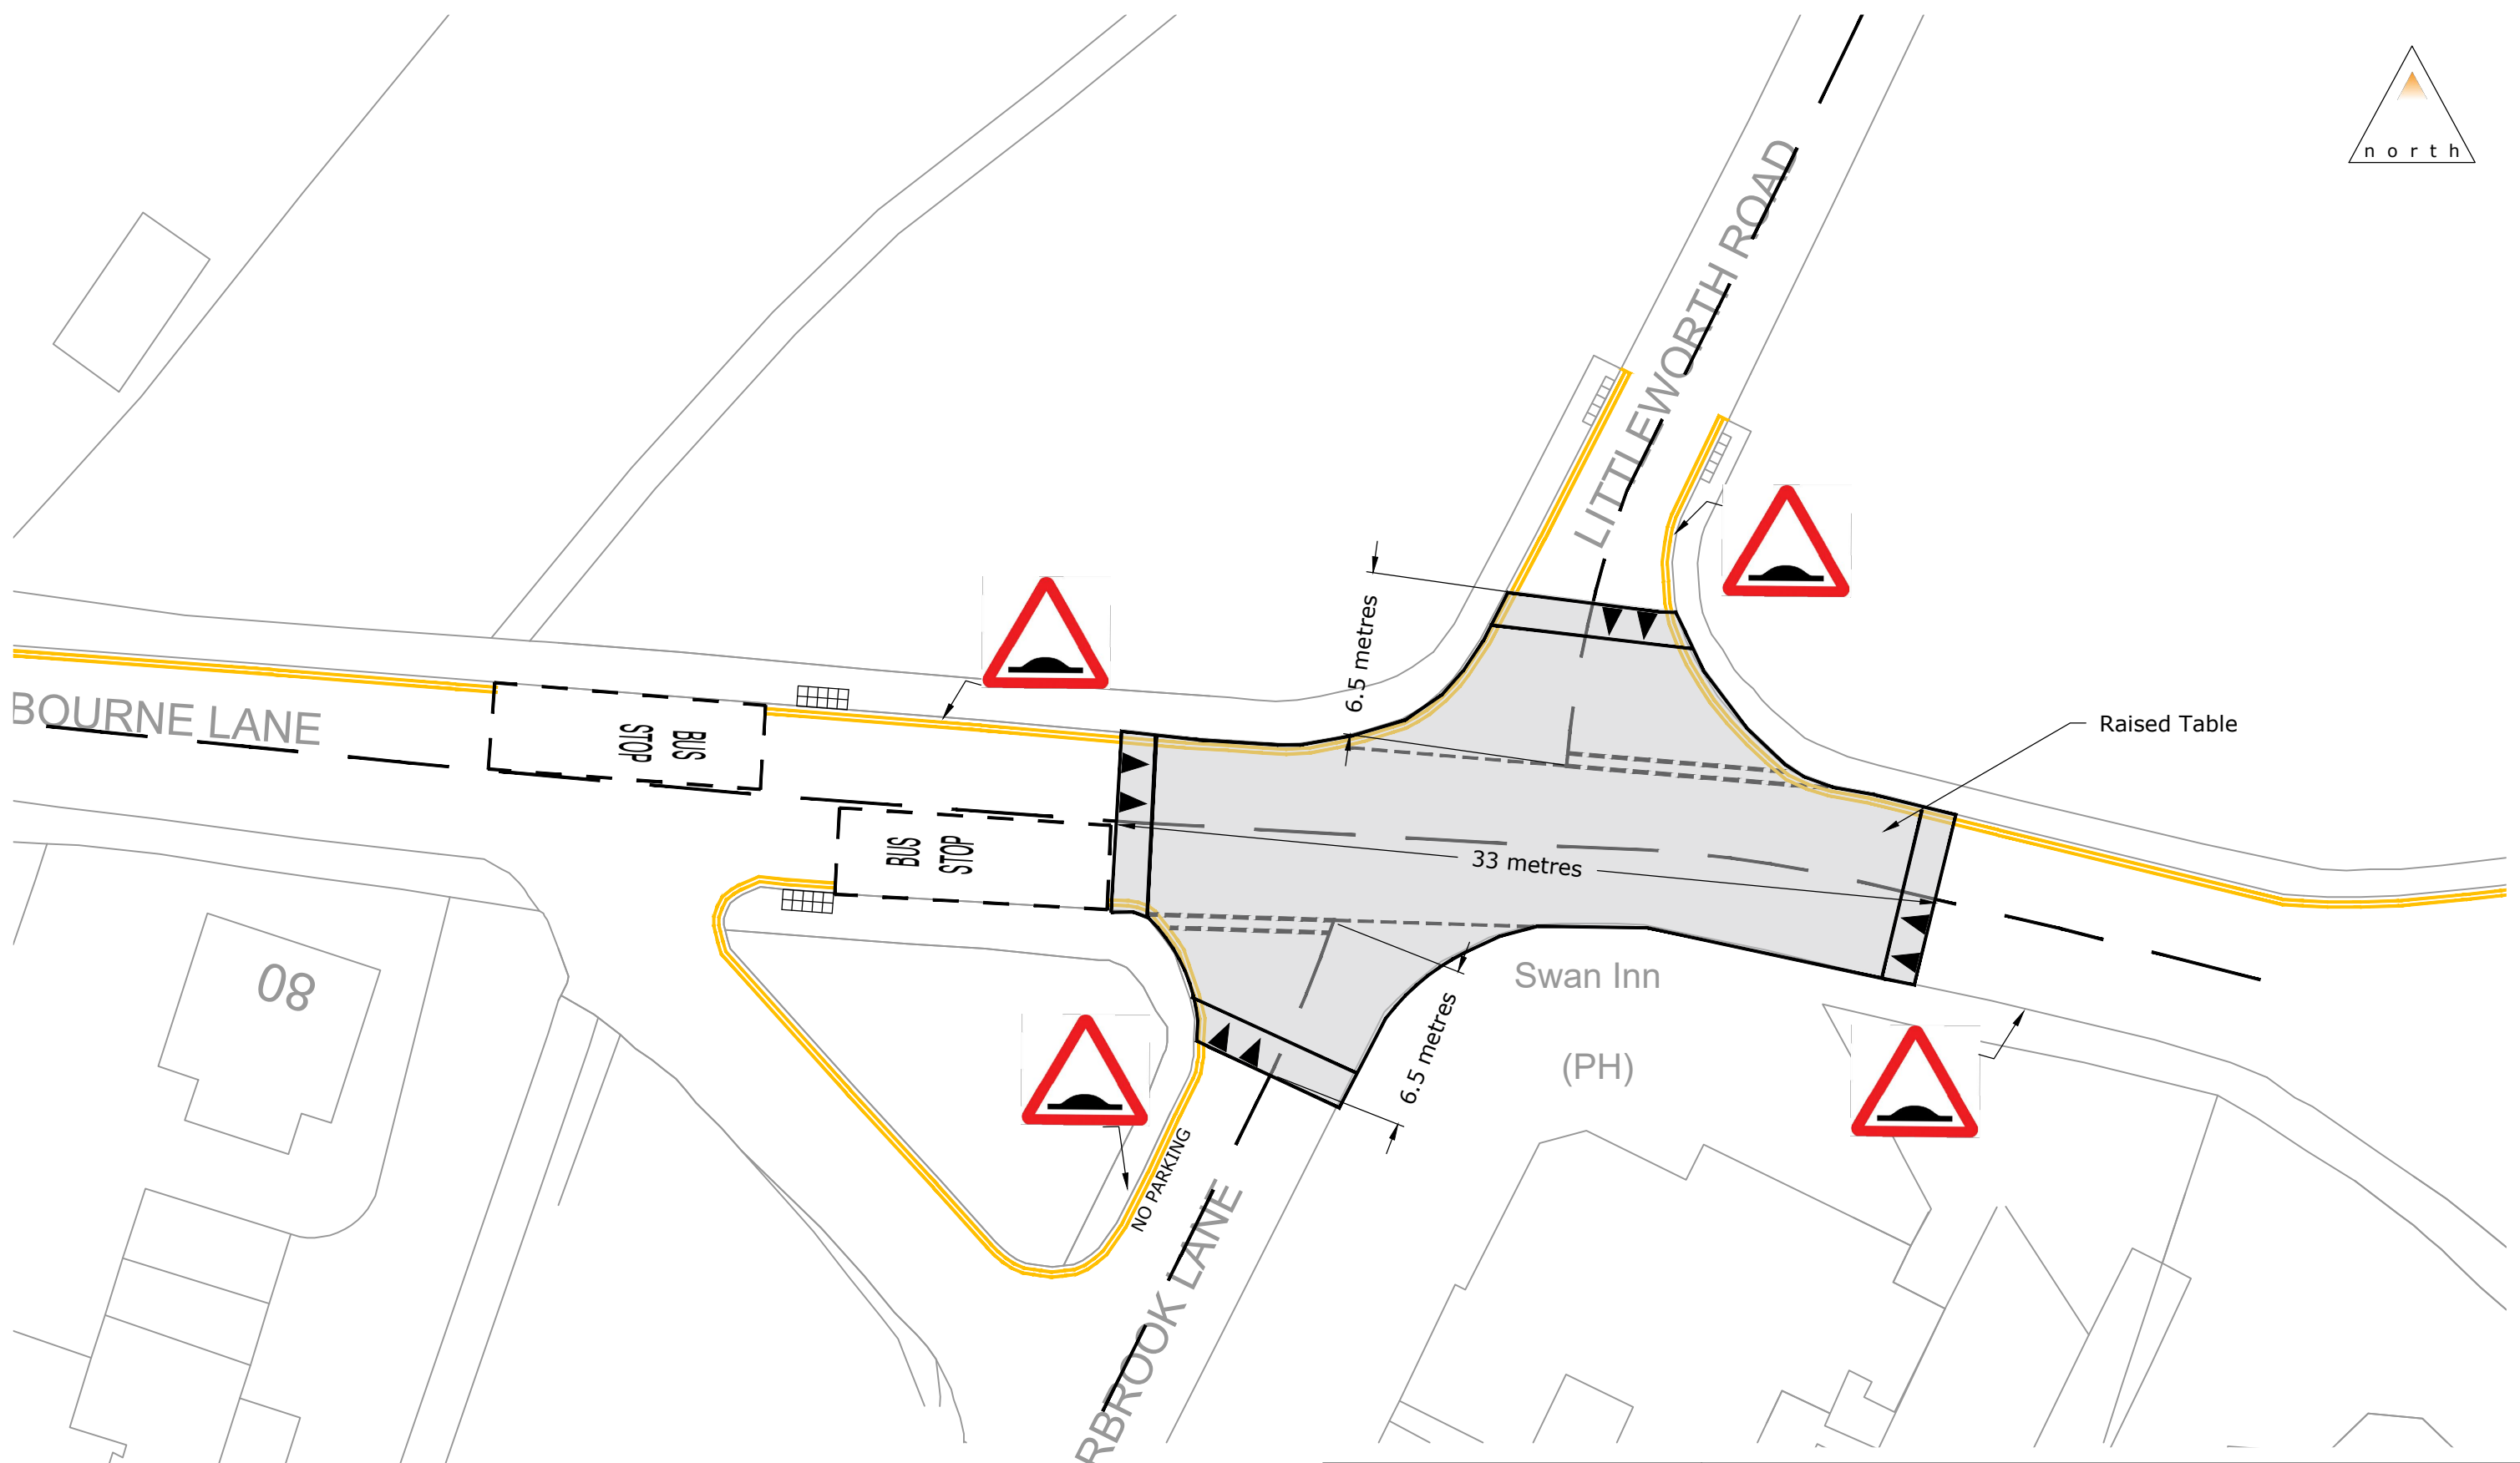 north
LITTLEWORTH ROAD
6.5 metres
BOURNE LANE
BUS
STOP
Raised Table
BUS
STOP
33 metres
Swan Inn
(PH)
80
6.5 metres
NO PARKING
RBROOK LANE